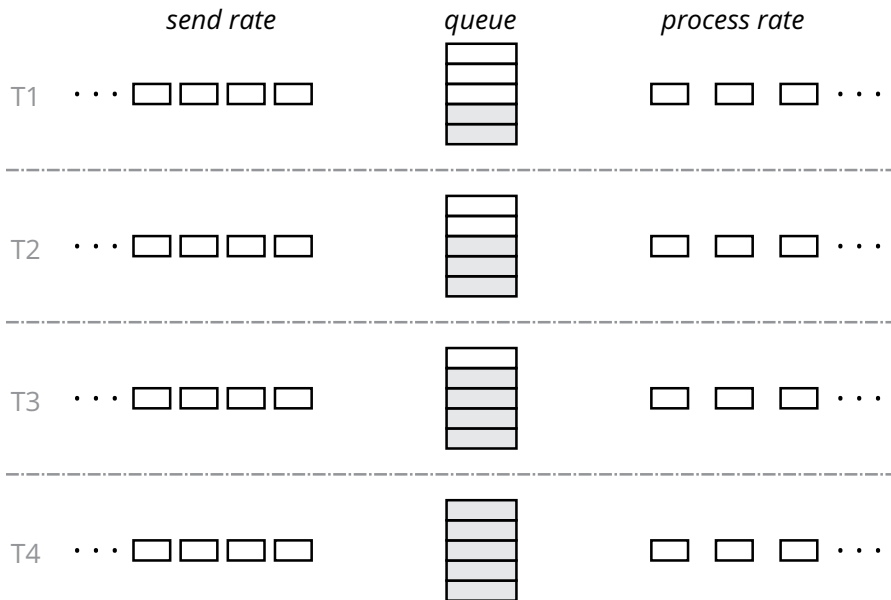 send rate queue process rate
T1 · · · · · ·
T2 · · · · · ·
T3 · · · · · ·
T4 · · · · · ·